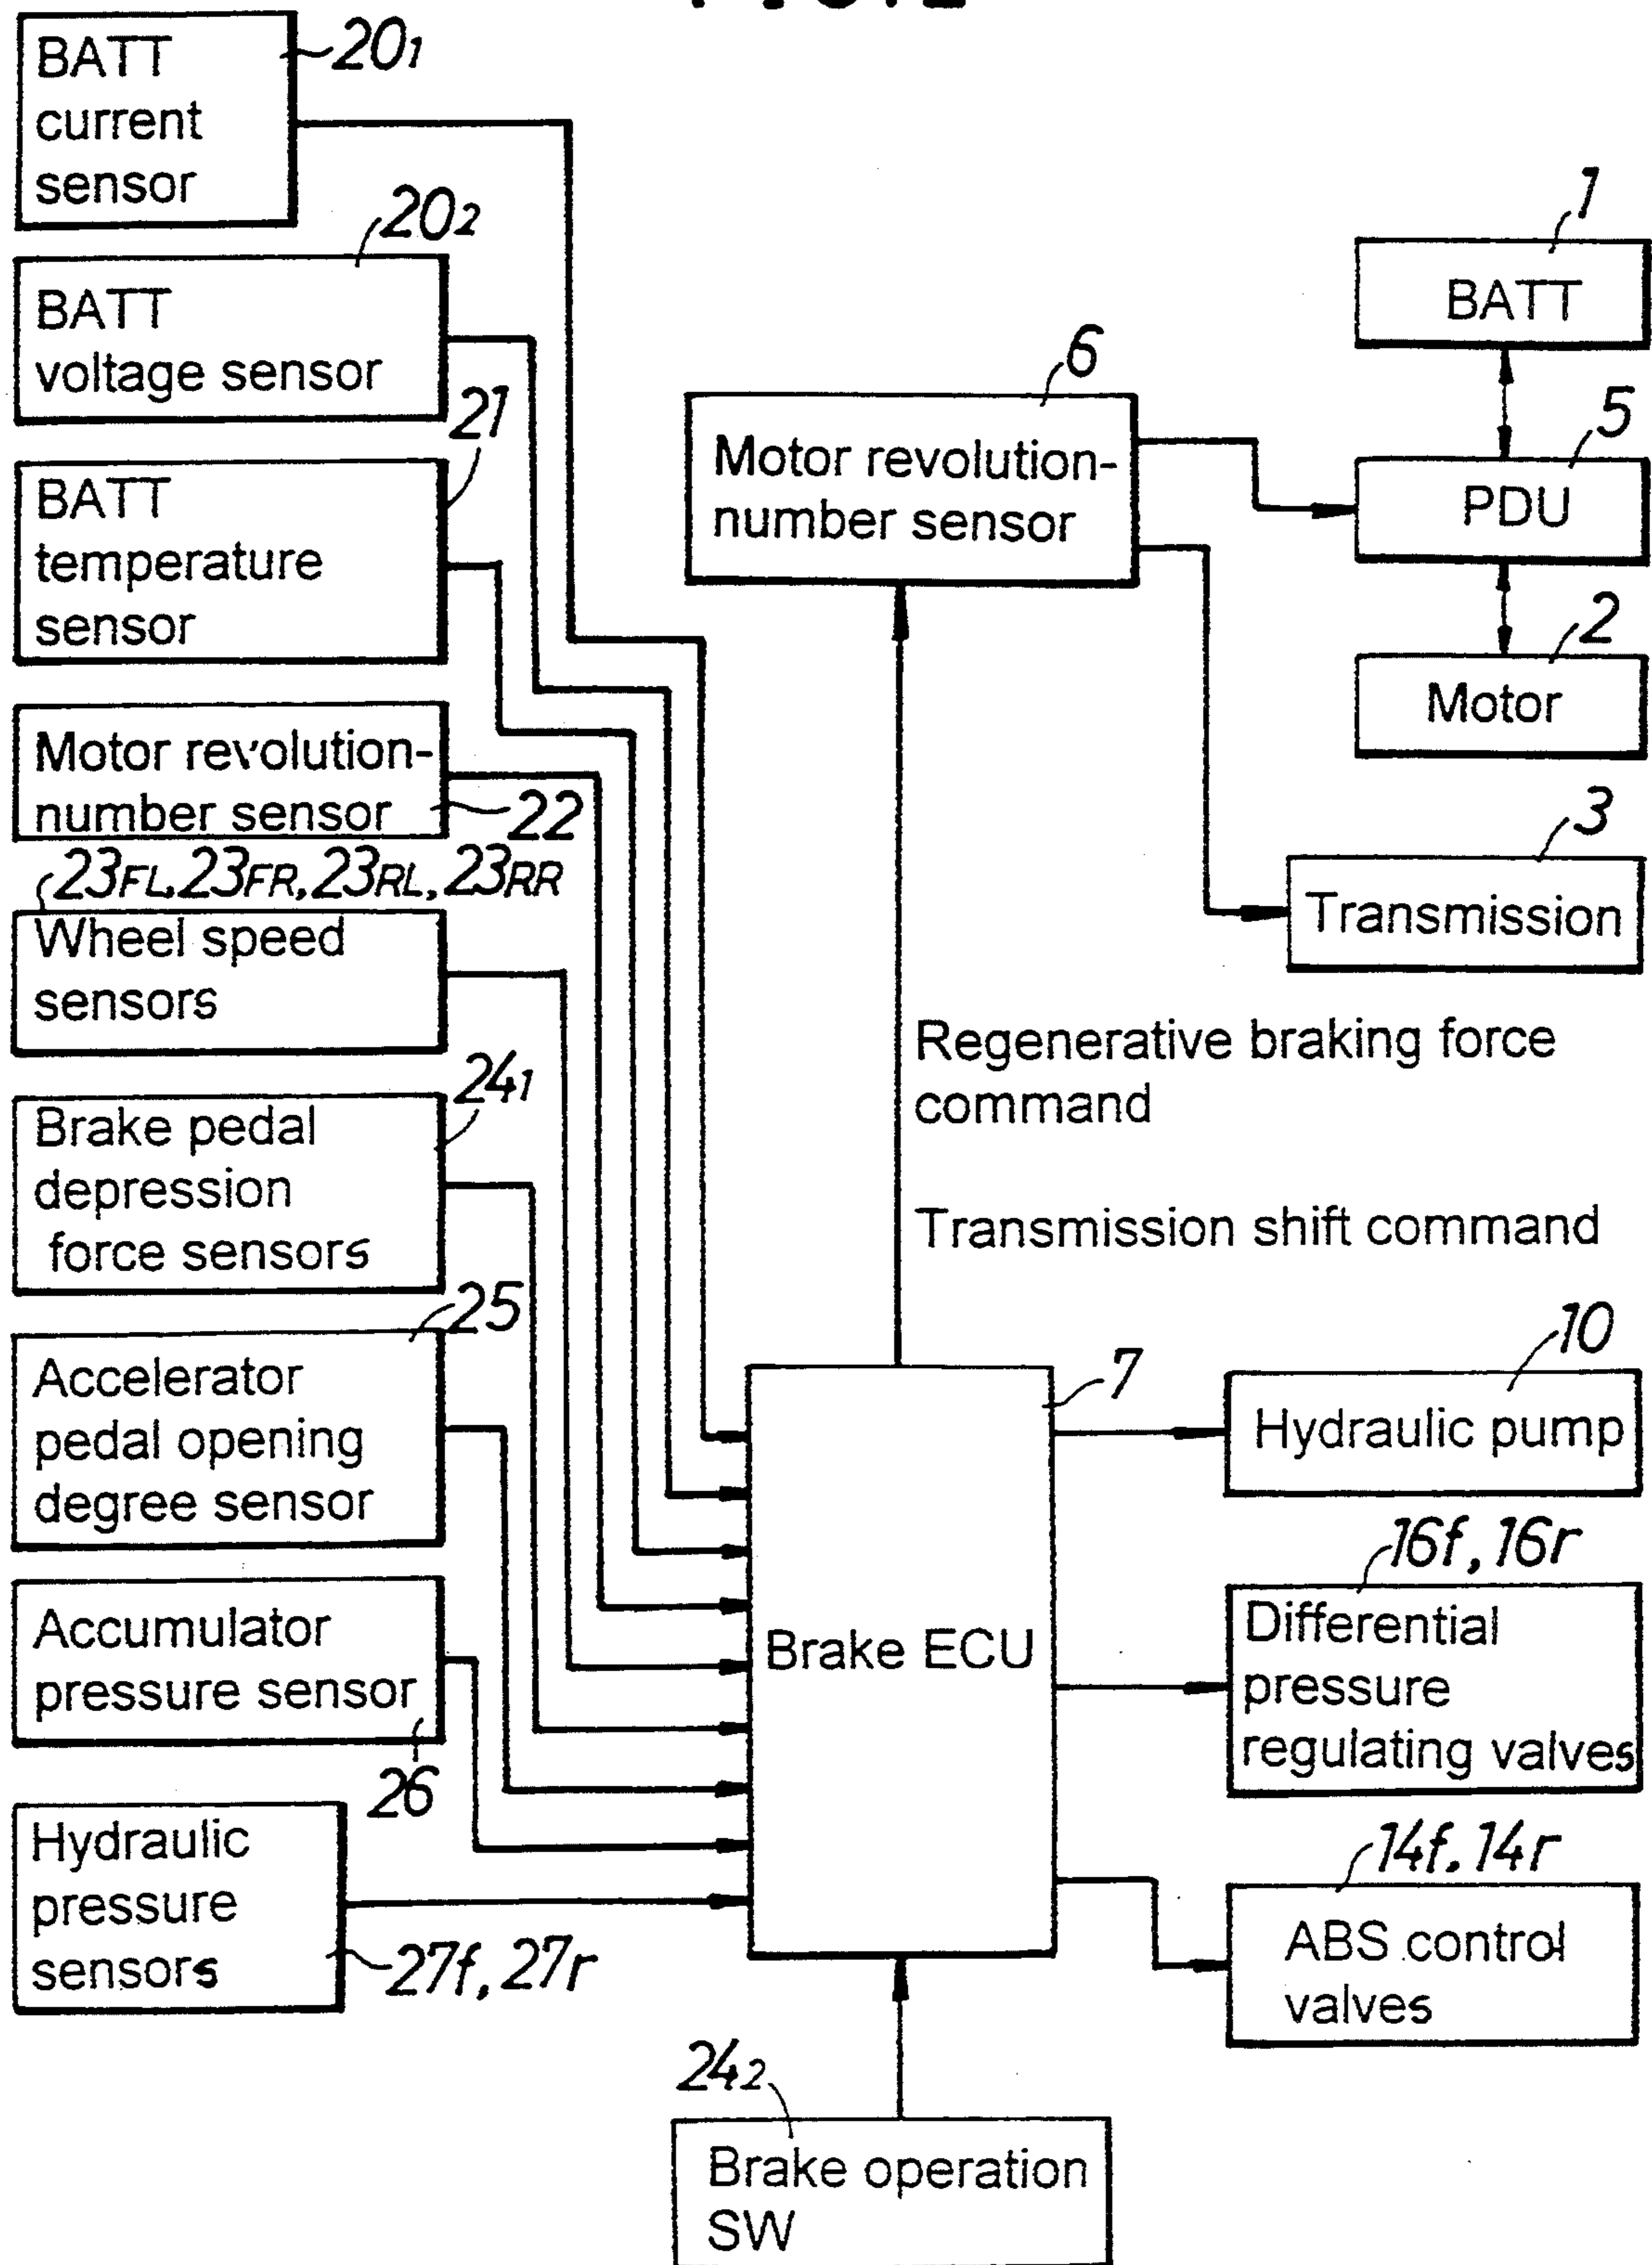 BATT
current
sensor
20₁
BATT
voltage sensor
20₂
BATT
temperature
sensor
21
Motor revolution-
number sensor
22
23FL, 23FR, 23RL, 23RR
Wheel speed
sensors
24₁
Brake pedal
depression
force sensors
25
Accelerator
pedal opening
degree sensor
Accumulator
pressure sensor
26
Hydraulic
pressure
sensors
27f, 27r
6
Motor revolution-
number sensor
1
BATT
5
PDU
2
Motor
3
Transmission
Regenerative braking force
command
Transmission shift command
7
Brake ECU
10
Hydraulic pump
16f, 16r
Differential
pressure
regulating valves
14f, 14r
ABS control
valves
24₂
Brake operation
SW